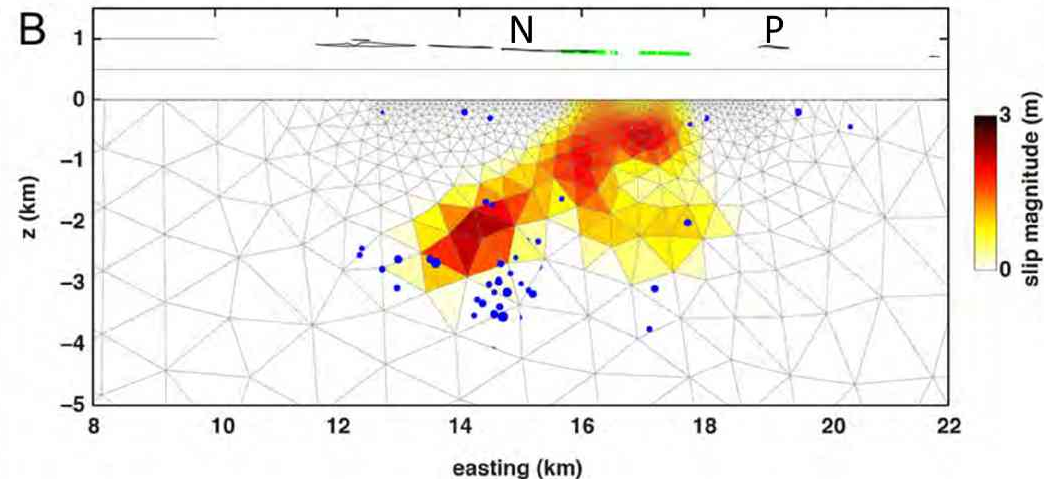 B
N P
1
0
–1
–2
–3
–4
–5
z (km)
8 10 12 14 16 18 20 22
easting (km)
3
0
slip magnitude (m)